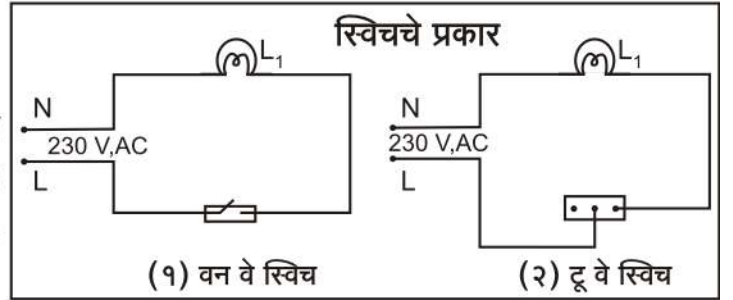 स्विचचे प्रकार
L₁
N
230 V,AC
L
(१) वन वे स्विच
L₁
N
230 V,AC
L
(२) टू वे स्विच